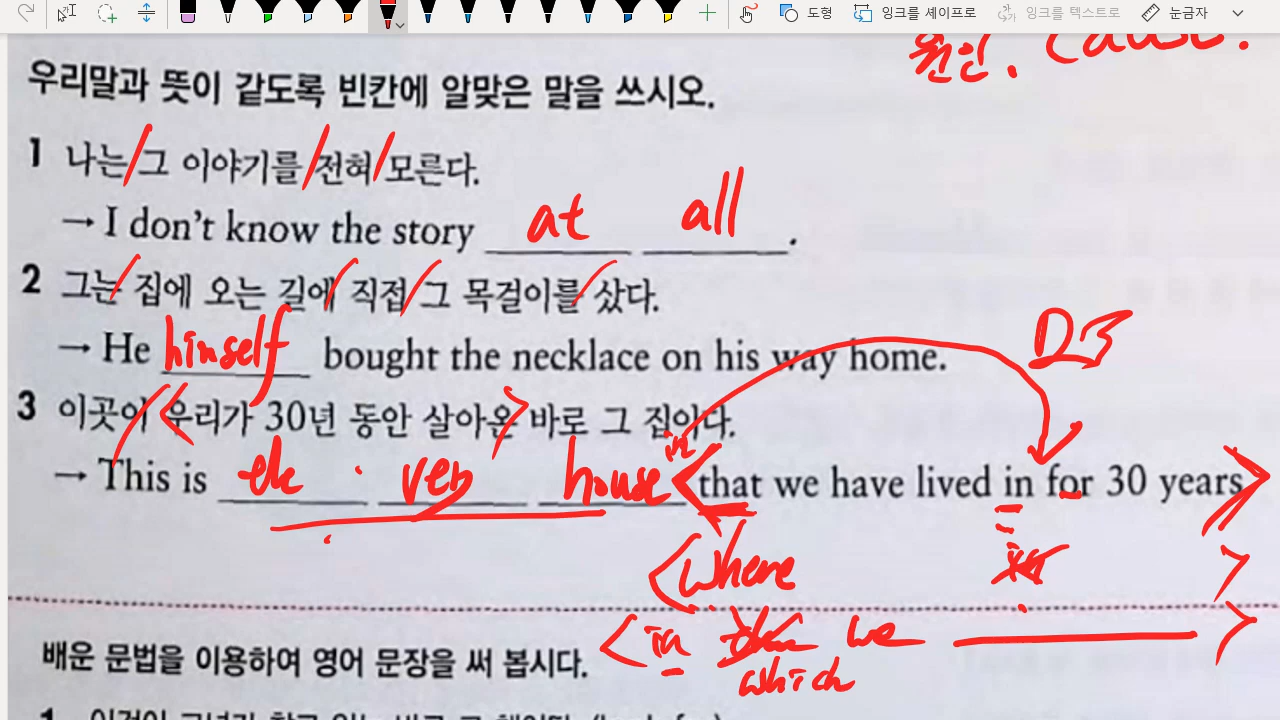 도형 잉크를 셰이프로 잉크를 텍스트로 눈금자
원인. cause.
우리말과 뜻이 같도록 빈칸에 알맞은 말을 쓰시오.
1 나는/그 이야기를/전혀/모른다.
→ I don't know the story at all.
2 그는/집에 오는 길에/직접/그 목걸이를/샀다.
→ He himself bought the necklace on his way home.
3 이곳이/<우리가 30년 동안 살아온> 바로 그 집이다.
→ This is very house in <that we have lived in for 30 years>
<where >
<in we >
which
배운 문법을 이용하여 영어 문장을 써 봅시다.